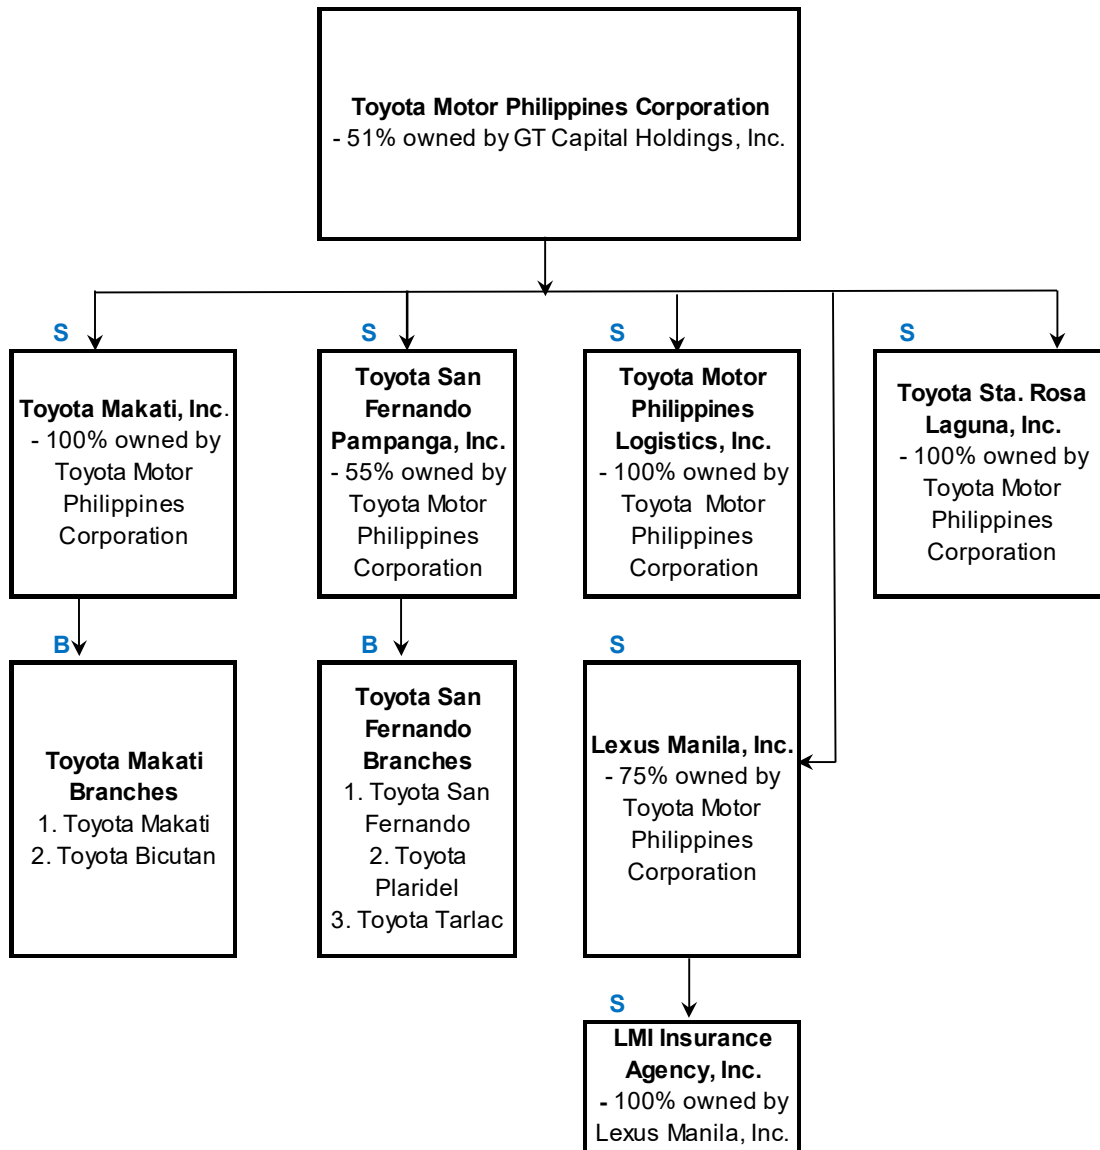 Toyota Motor Philippines Corporation
- 51% owned by GT Capital Holdings, Inc.
S
Toyota Makati, Inc.
- 100% owned by
Toyota Motor
Philippines
Corporation
S
Toyota San
Fernando
Pampanga, Inc.
- 55% owned by
Toyota Motor
Philippines
Corporation
S
Toyota Motor
Philippines
Logistics, Inc.
- 100% owned by
Toyota Motor
Philippines
Corporation
S
Toyota Sta. Rosa
Laguna, Inc.
- 100% owned by
Toyota Motor
Philippines
Corporation
B
Toyota Makati
Branches
1. Toyota Makati
2. Toyota Bicutan
B
Toyota San
Fernando
Branches
1. Toyota San
Fernando
2. Toyota
Plaridel
3. Toyota Tarlac
S
Lexus Manila, Inc.
- 75% owned by
Toyota Motor
Philippines
Corporation
S
LMI Insurance
Agency, Inc.
- 100% owned by
Lexus Manila, Inc.